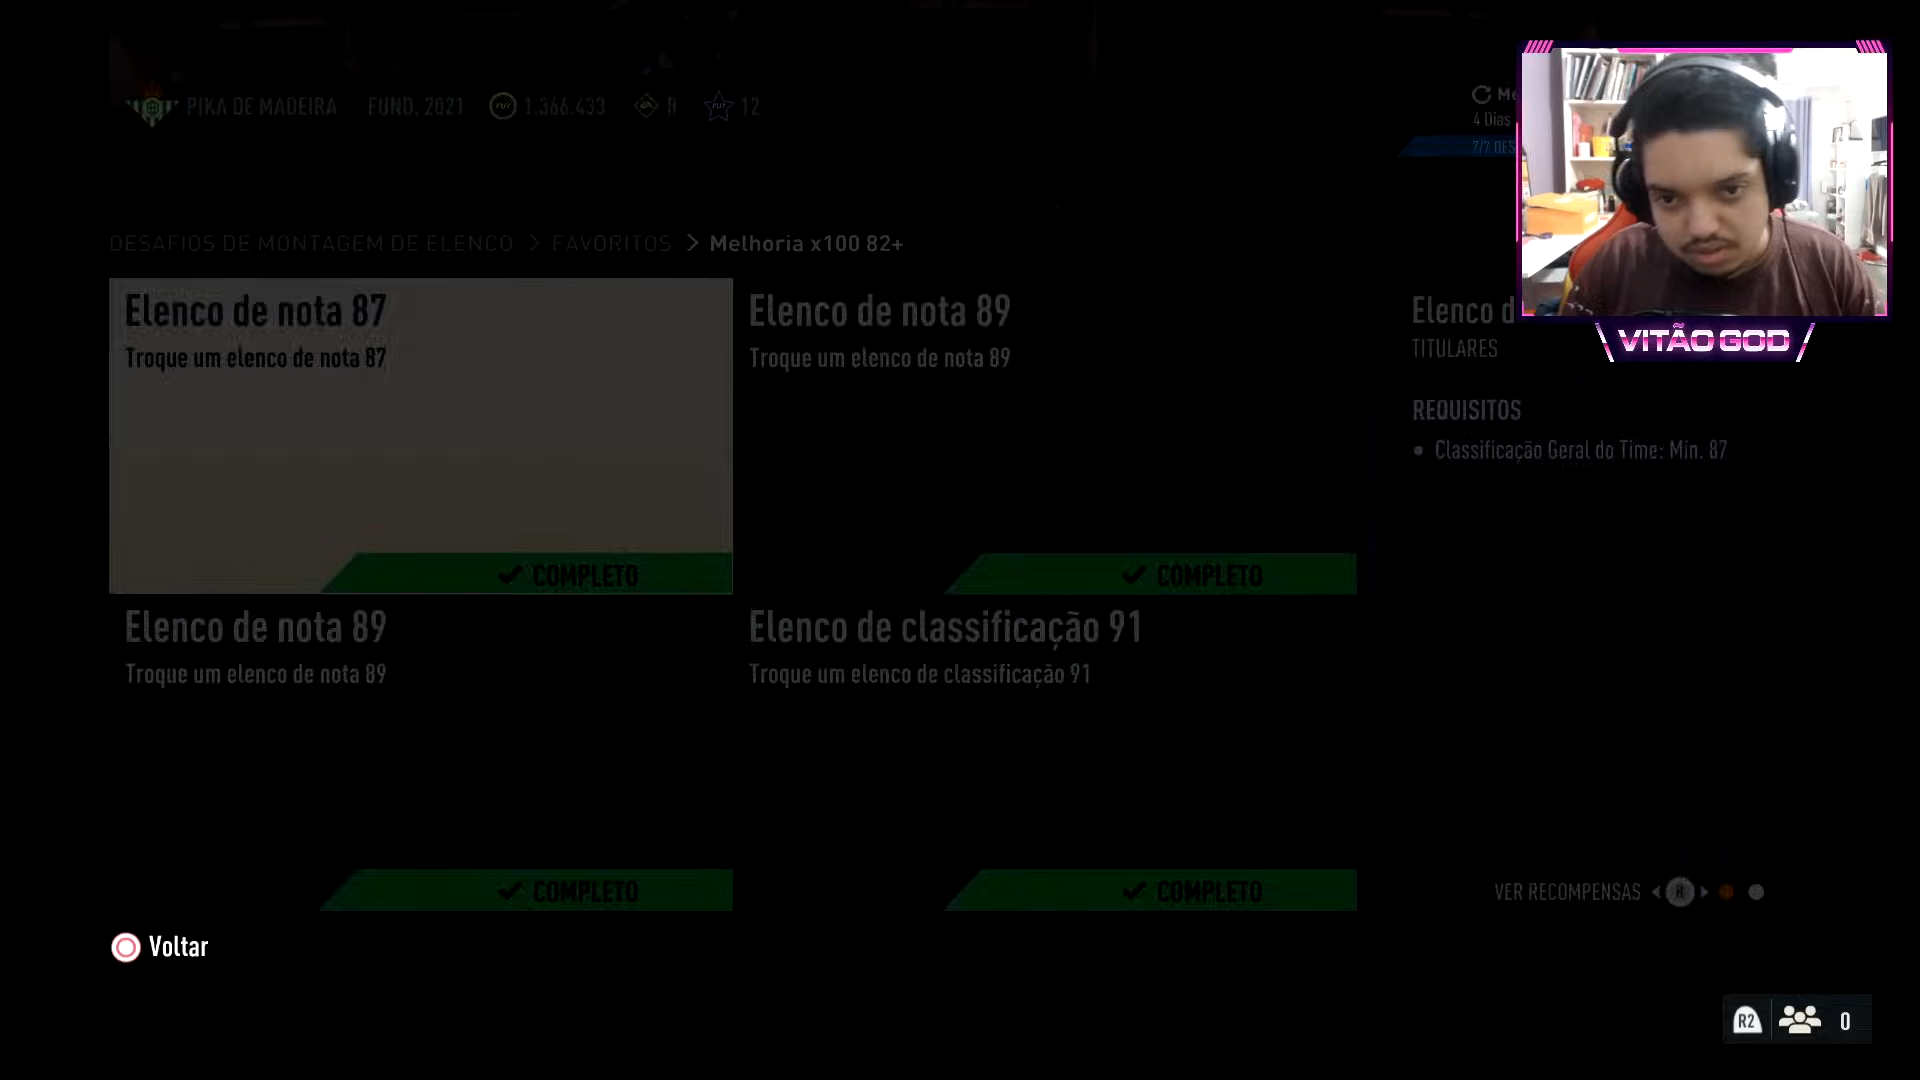 PIKA DE MADEIRA FUND. 2021 1.366.433 0 12
4 Dias
DESAFIOS DE MONTAGEM DE ELENCO > FAVORITOS > Melhoria x100 82+
Elenco de nota 87
Troque um elenco de nota 87
COMPLETO
Elenco de nota 89
Troque um elenco de nota 89
COMPLETO
Elenco de nota 89
Troque um elenco de nota 89
COMPLETO
Elenco de classificação 91
Troque um elenco de classificação 91
COMPLETO
VITÃO GOD
Elenco d
TITULARES
REQUISITOS
• Classificação Geral do Time: Mín. 87
VER RECOMPENSAS R
Voltar
R2 0